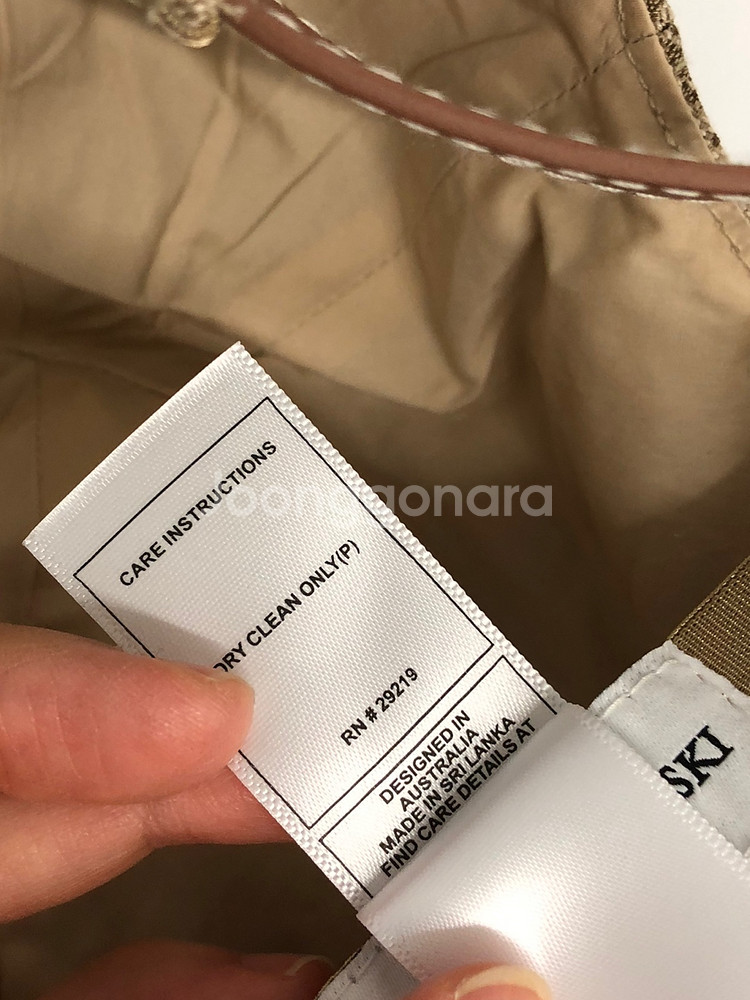 CARE INSTRUCTIONS
DRY CLEAN ONLY(P)
RN # 29219
DESIGNED IN
AUSTRALIA
MADE IN SRI LANKA
FIND CARE DETAILS AT
SKI